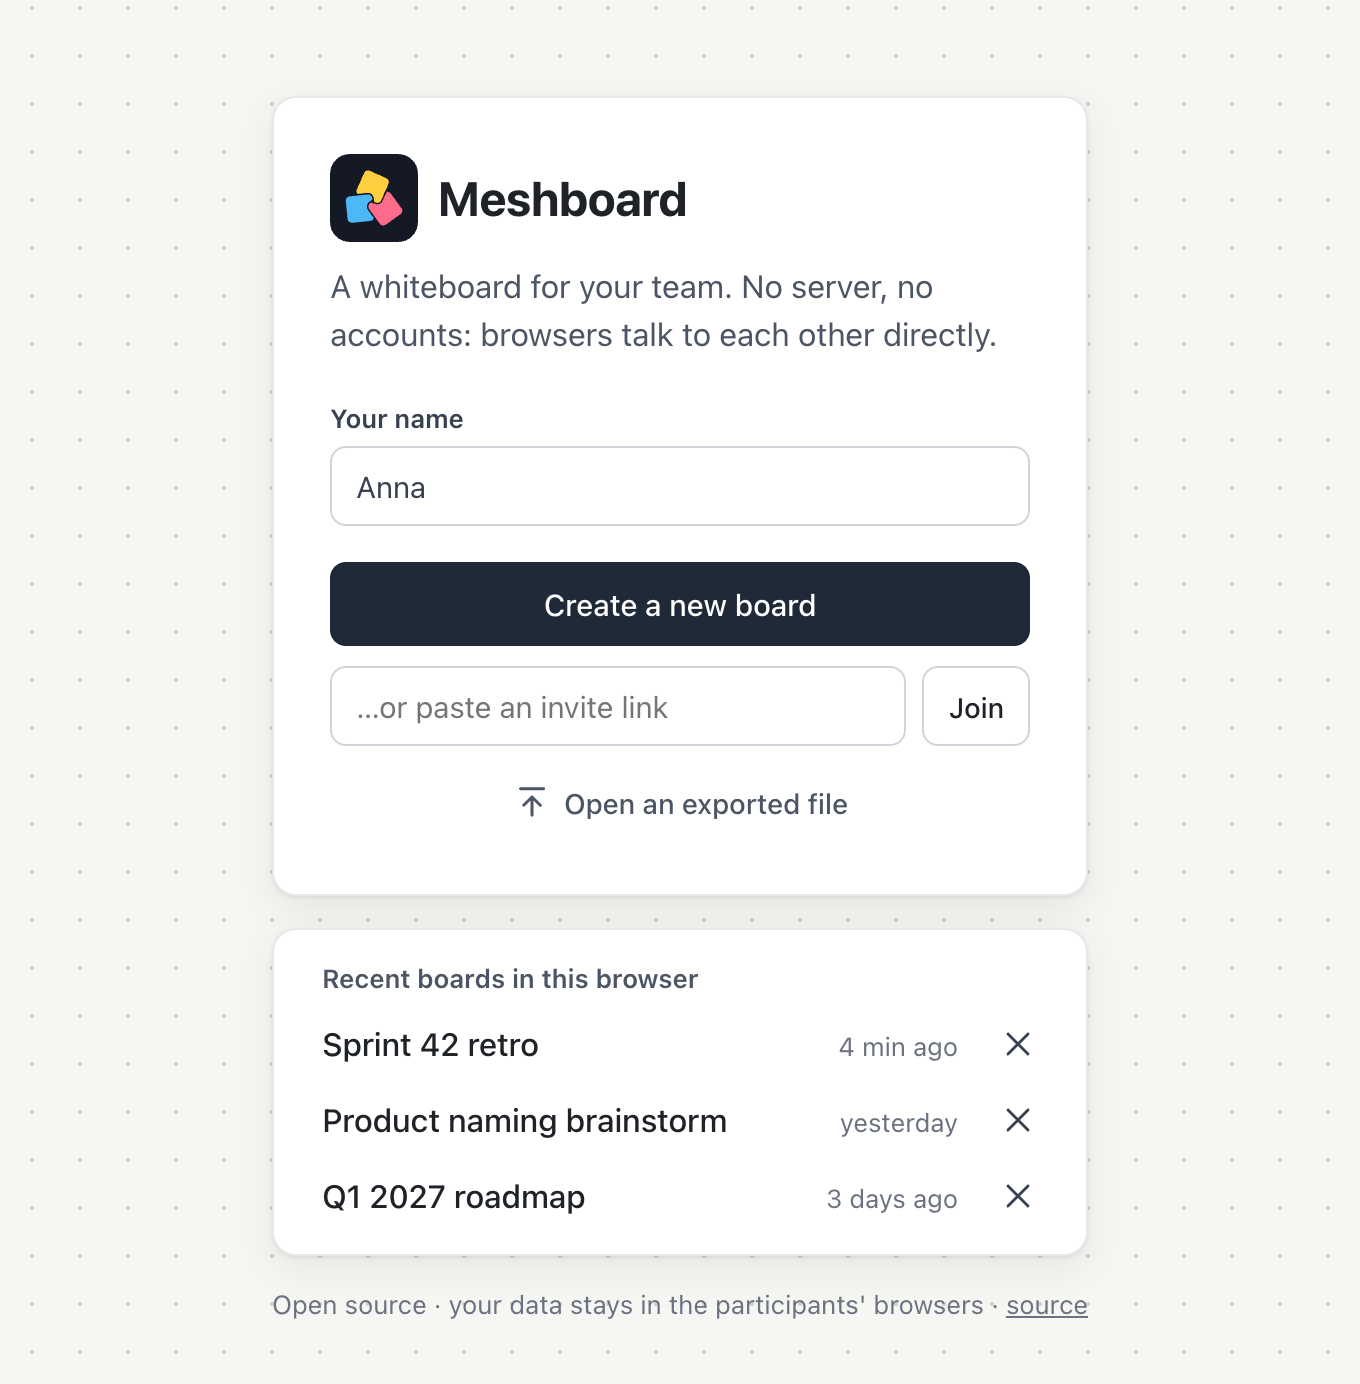 Meshboard
A whiteboard for your team. No server, no
accounts: browsers talk to each other directly.
Your name
Anna
Create a new board
...or paste an invite link
Join
Open an exported file
Recent boards in this browser
Sprint 42 retro 4 min ago
Product naming brainstorm yesterday
Q1 2027 roadmap 3 days ago
Open source · your data stays in the participants' browsers · source